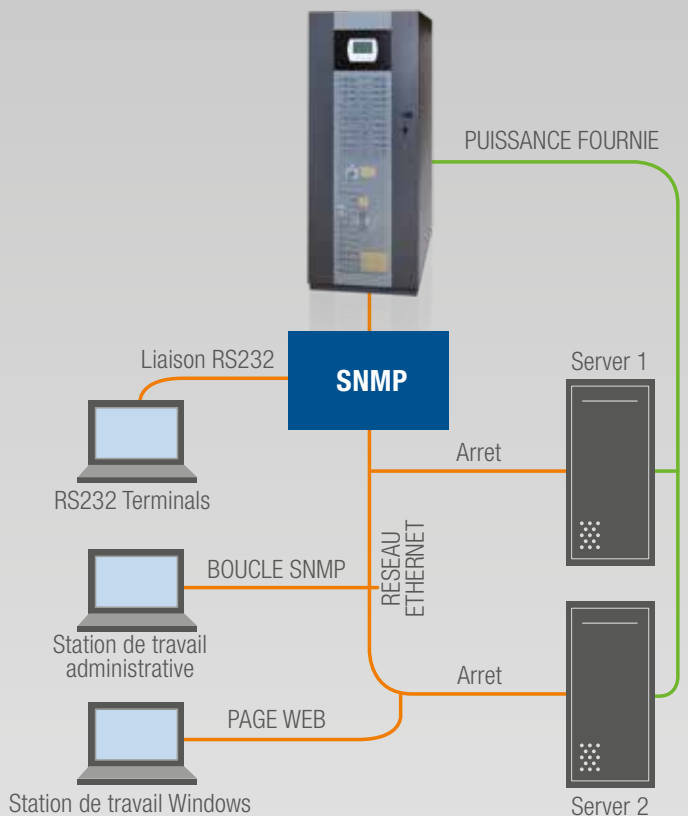 PUISSANCE FOURNIE
Liaison RS232
SNMP
Server 1
Arret
RS232 Terminals
RESEAU
ETHERNET
BOUCLE SNMP
Station de travail
administrative
Arret
PAGE WEB
Station de travail Windows
Server 2